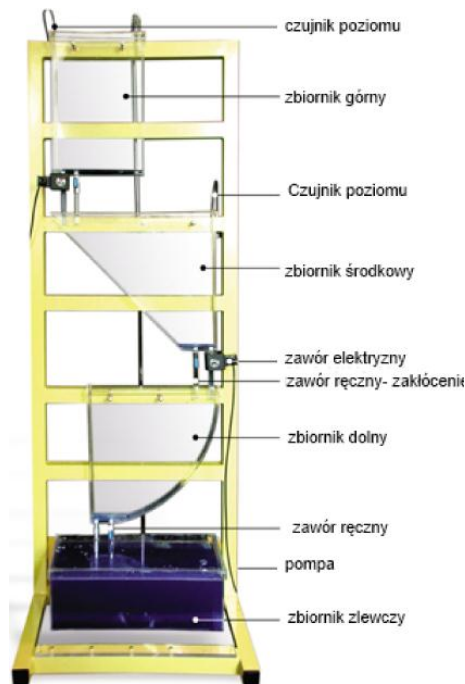 czujnik poziomu
zbiornik górny
Czujnik poziomu
zbiornik środkowy
zawór elektryzny
zawór ręczny- zakłócenie
zbiornik dolny
zawór ręczny
pompa
zbiornik zlewczy